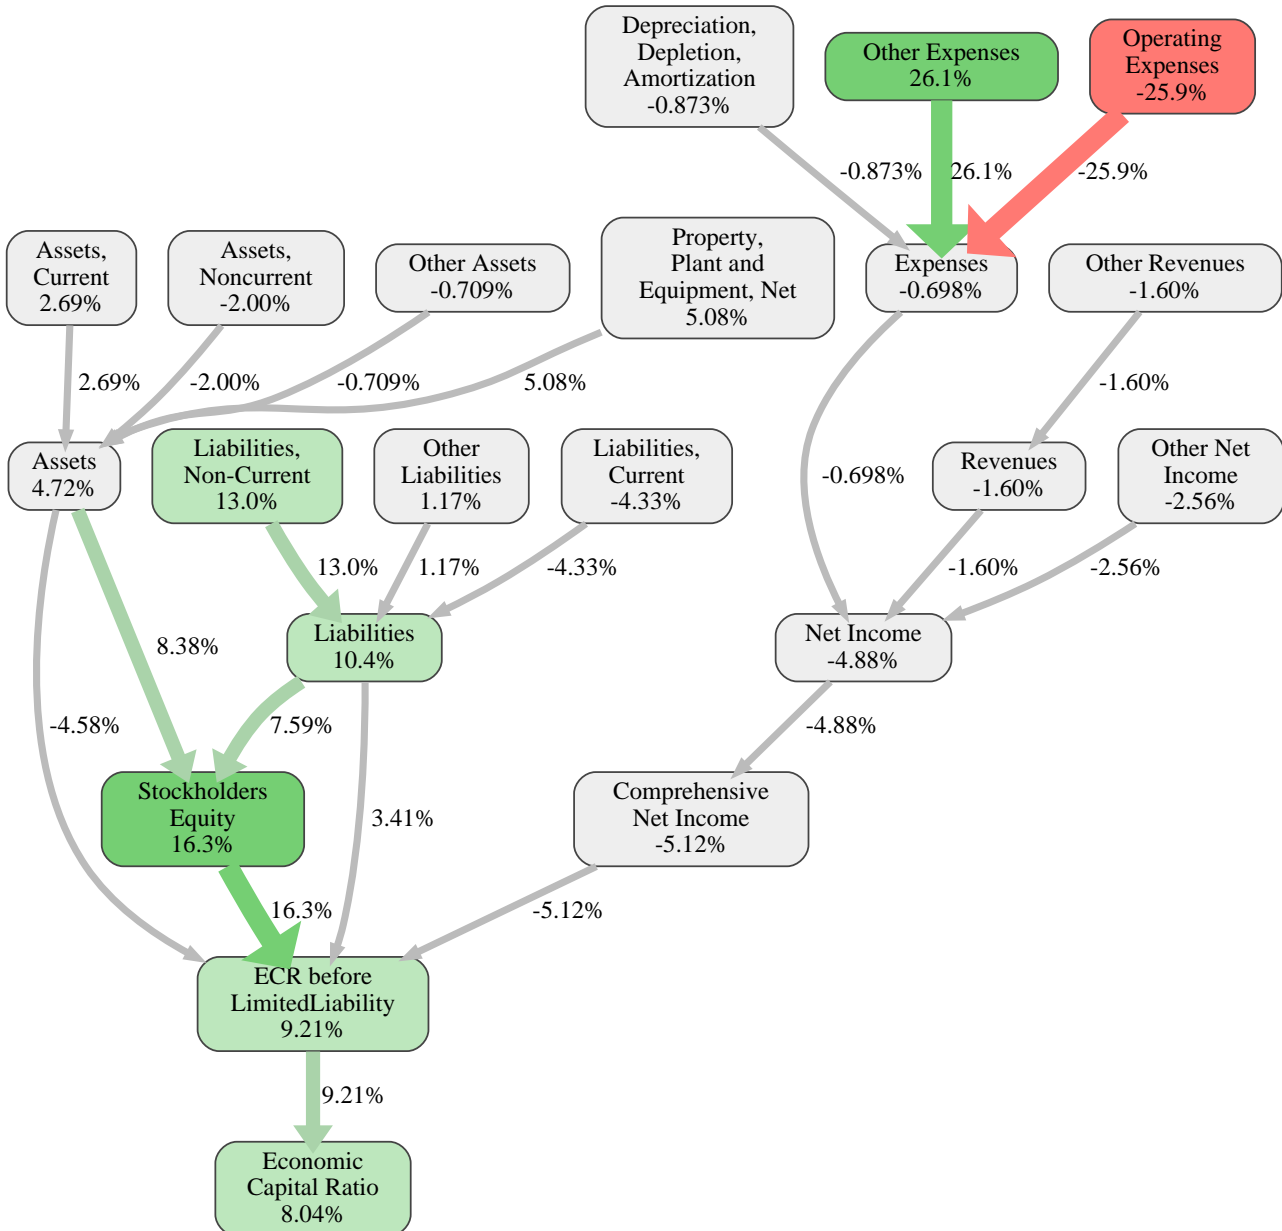 Depreciation,
Depletion,
Amortization
-0.873%
Other Expenses
26.1%
Operating
Expenses
-25.9%
-0.873%
26.1%
-25.9%
Assets,
Current
2.69%
Assets,
Noncurrent
-2.00%
Other Assets
-0.709%
Property,
Plant and
Equipment, Net
5.08%
Expenses
-0.698%
Other Revenues
-1.60%
2.69%
-2.00%
-0.709%
5.08%
-1.60%
Assets
4.72%
Liabilities,
Non-Current
13.0%
Other
Liabilities
1.17%
Liabilities,
Current
-4.33%
-0.698%
Revenues
-1.60%
Other Net
Income
-2.56%
13.0%
1.17%
-4.33%
-1.60%
-2.56%
8.38%
Liabilities
10.4%
Net Income
-4.88%
-4.58%
7.59%
-4.88%
Stockholders
Equity
16.3%
3.41%
Comprehensive
Net Income
-5.12%
16.3%
-5.12%
ECR before
LimitedLiability
9.21%
9.21%
Economic
Capital Ratio
8.04%